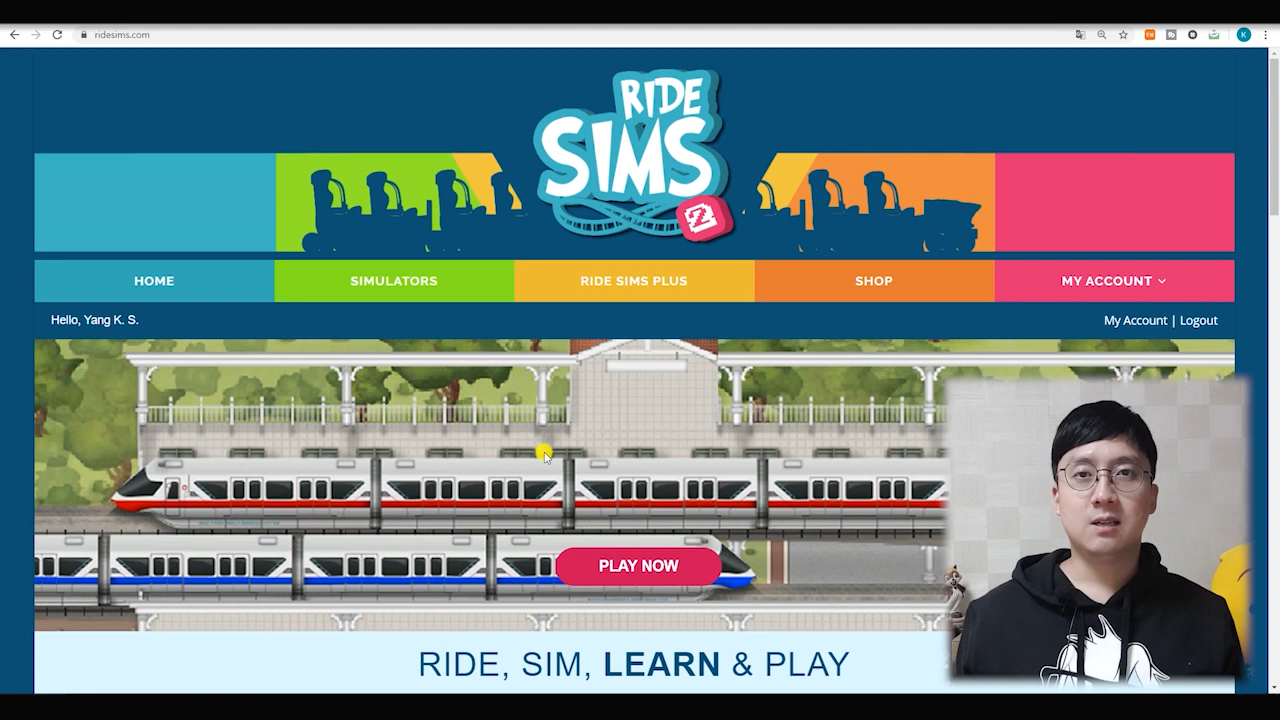 ridesims.com
K
RIDE
SIMS
2
HOME
SIMULATORS
RIDE SIMS PLUS
SHOP
MY ACCOUNT
Hello, Yang K. S.
My Account | Logout
PLAY NOW
RIDE, SIM, LEARN & PLAY